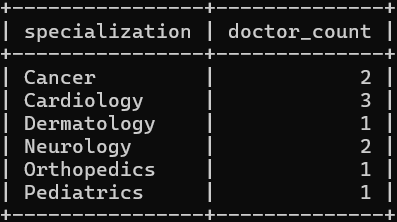 +----------------+--------------+
| specialization | doctor_count |
+----------------+--------------+
| Cancer         |            2 |
| Cardiology     |            3 |
| Dermatology    |            1 |
| Neurology      |            2 |
| Orthopedics    |            1 |
| Pediatrics     |            1 |
+----------------+--------------+